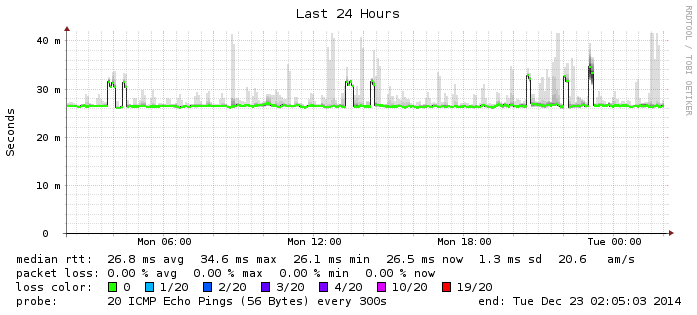 Last 24 Hours
RRDTOOL / TOBI OETIKER
Seconds
40 m
30 m
20 m
10 m
0
Mon 06:00 Mon 12:00 Mon 18:00 Tue 00:00
median rtt: 26.8 ms avg 34.6 ms max 26.1 ms min 26.5 ms now 1.3 ms sd 20.6 am/s
packet loss: 0.00 % avg 0.00 % max 0.00 % min 0.00 % now
loss color: 0 1/20 2/20 3/20 4/20 10/20 19/20
probe: 20 ICMP Echo Pings (56 Bytes) every 300s end: Tue Dec 23 02:05:03 2014